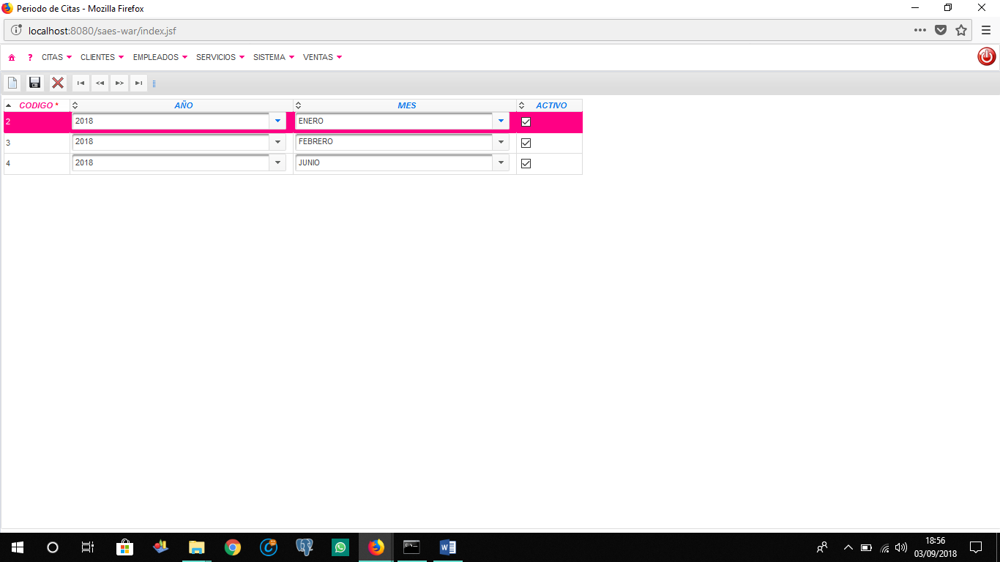 Periodo de Citas - Mozilla Firefox
localhost:8080/saes-war/index.jsf
? CITAS CLIENTES EMPLEADOS SERVICIOS SISTEMA VENTAS
CODIGO * AÑO MES ACTIVO
2 2018 ENERO
3 2018 FEBRERO
4 2018 JUNIO
18:56
03/09/2018